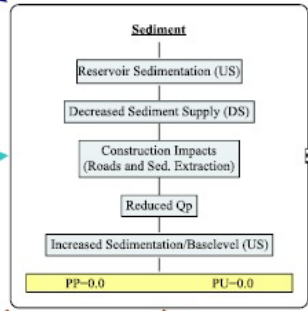 Sediment
Reservoir Sedimentation (US)
Decreased Sediment Supply (DS)
Construction Impacts
(Roads and Sed. Extraction)
Reduced Qp
Increased Sedimentation/Baselevel (US)
PP=0.0 PU=0.0